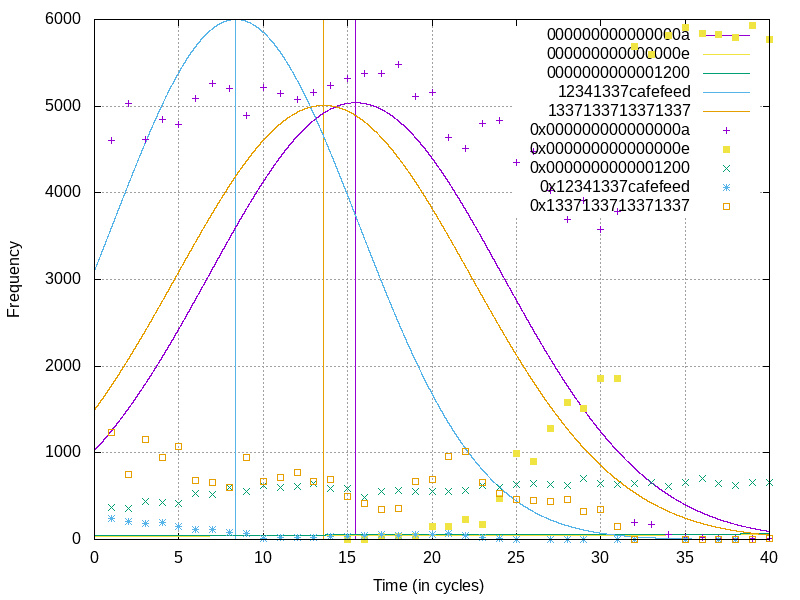 6000
5000
4000
3000
2000
1000
0
Frequency
000000000000000a
000000000000000e
0000000000001200
12341337cafefeed
1337133713371337
0x000000000000000a
0x000000000000000e
0x0000000000001200
0x12341337cafefeed
0x1337133713371337
0 5 10 15 20 25 30 35 40
Time (in cycles)